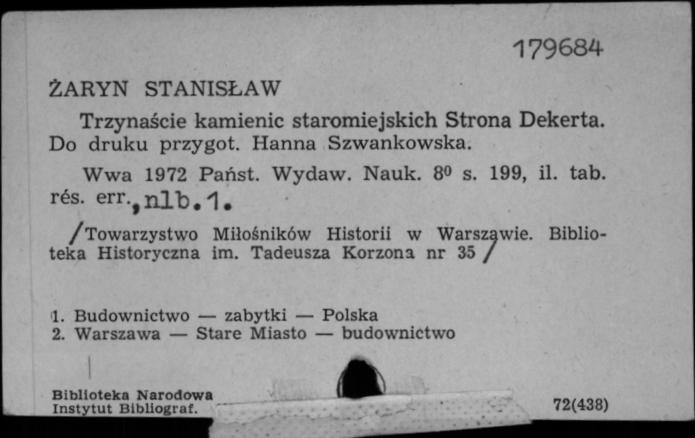 179684
ŻARYN STANISŁAW
Trzynaście kamienic staromiejskich Strona Dekerta.
Do druku przygot. Hanna Szwankowska.
Wwa 1972 Państ. Wydaw. Nauk. 8⁰ s. 199, il. tab.
rés. err., nlb. 1.
/Towarzystwo Miłośników Historii w Warszawie. Biblio-
teka Historyczna im. Tadeusza Korzona nr 35/
1. Budownictwo — zabytki — Polska
2. Warszawa — Stare Miasto — budownictwo
Biblioteka Narodowa
Instytut Bibliograf.
72(438)